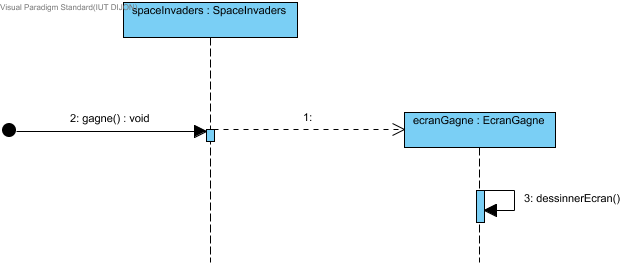 Visual Paradigm Standard(IUT DIJON)
spaceInvaders : SpaceInvaders
2: gagne() : void
1:
ecranGagne : EcranGagne
3: dessinnerEcran()